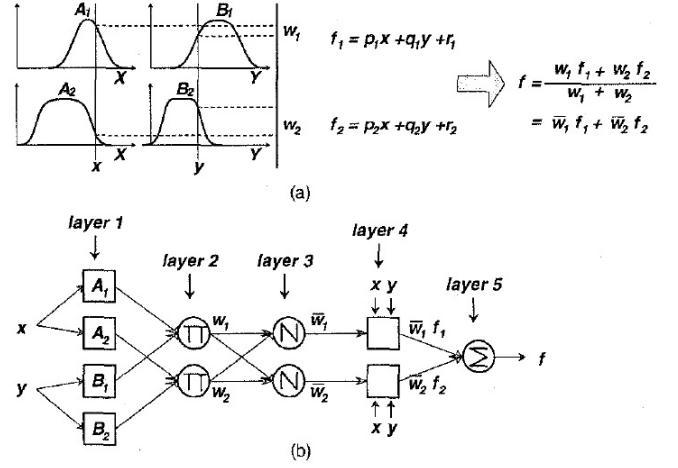 A₁ B₁
w₁ f₁ = p₁x +q₁y +r₁
X Y
f = w₁ f₁ + w₂ f₂
w₁ + w₂
A₂ B₂
= w̅₁ f₁ + w̅₂ f₂
w₂ f₂ = p₂x +q₂y +r₂
x X y Y
(a)
layer 1
layer 4
layer 2 layer 3
x y layer 5
A₁
x A₂ Π w₁ N w̅₁ w̅₁ f₁
Σ f
y B₁ Π w₂ N w̅₂ w̅₂ f₂
B₂
x y
(b)